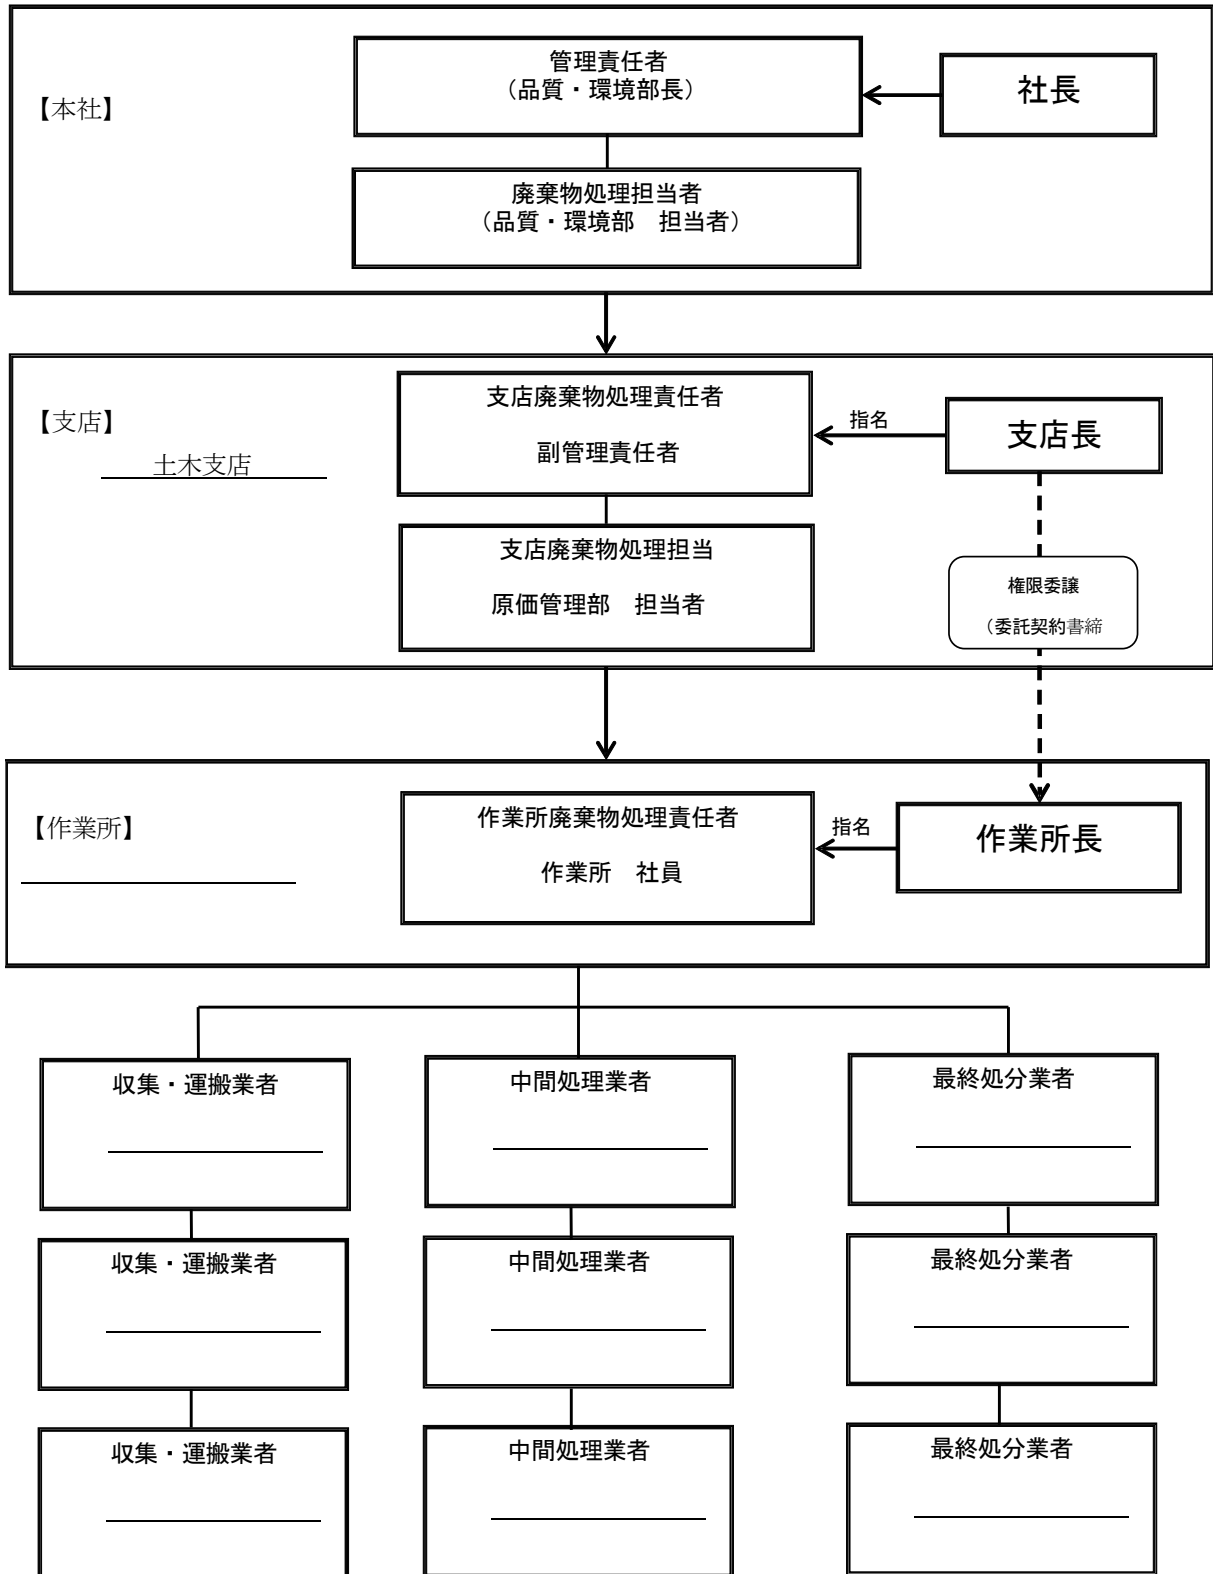 管理責任者
（品質・環境部長）
社長
【本社】
廃棄物処理担当者
（品質・環境部　担当者）
支店廃棄物処理責任者
副管理責任者
指名
支店長
【支店】
土木支店
支店廃棄物処理担当
原価管理部　担当者
権限委譲
（委託契約書締
作業所廃棄物処理責任者
作業所　社員
指名
作業所長
【作業所】
収集・運搬業者
中間処理業者
最終処分業者
収集・運搬業者
中間処理業者
最終処分業者
収集・運搬業者
中間処理業者
最終処分業者